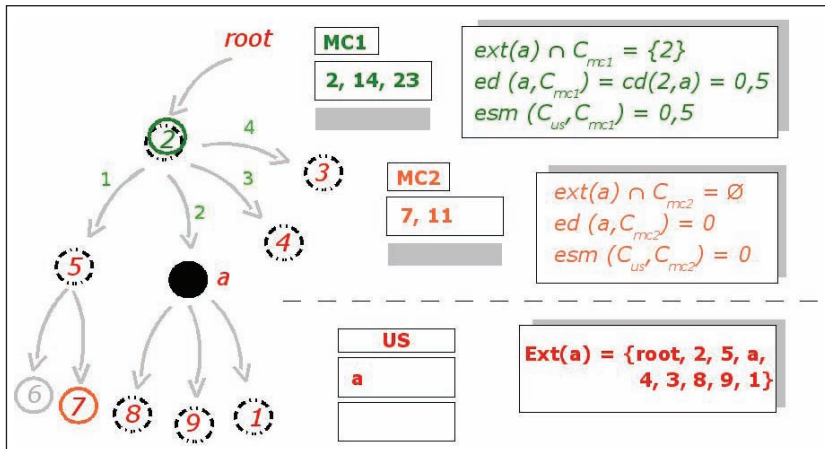 root
MC1
2, 14, 23
ext(a) ∩ C_mc1 = {2}
ed (a,C_mc1) = cd(2,a) = 0,5
esm (C_us,C_mc1) = 0,5
2
4
3
1
3
2
4
MC2
7, 11
ext(a) ∩ C_mc2 = Ø
ed (a,C_mc2) = 0
esm (C_us,C_mc2) = 0
5
a
US
a
Ext(a) = {root, 2, 5, a,
4, 3, 8, 9, 1}
6
7
8
9
1